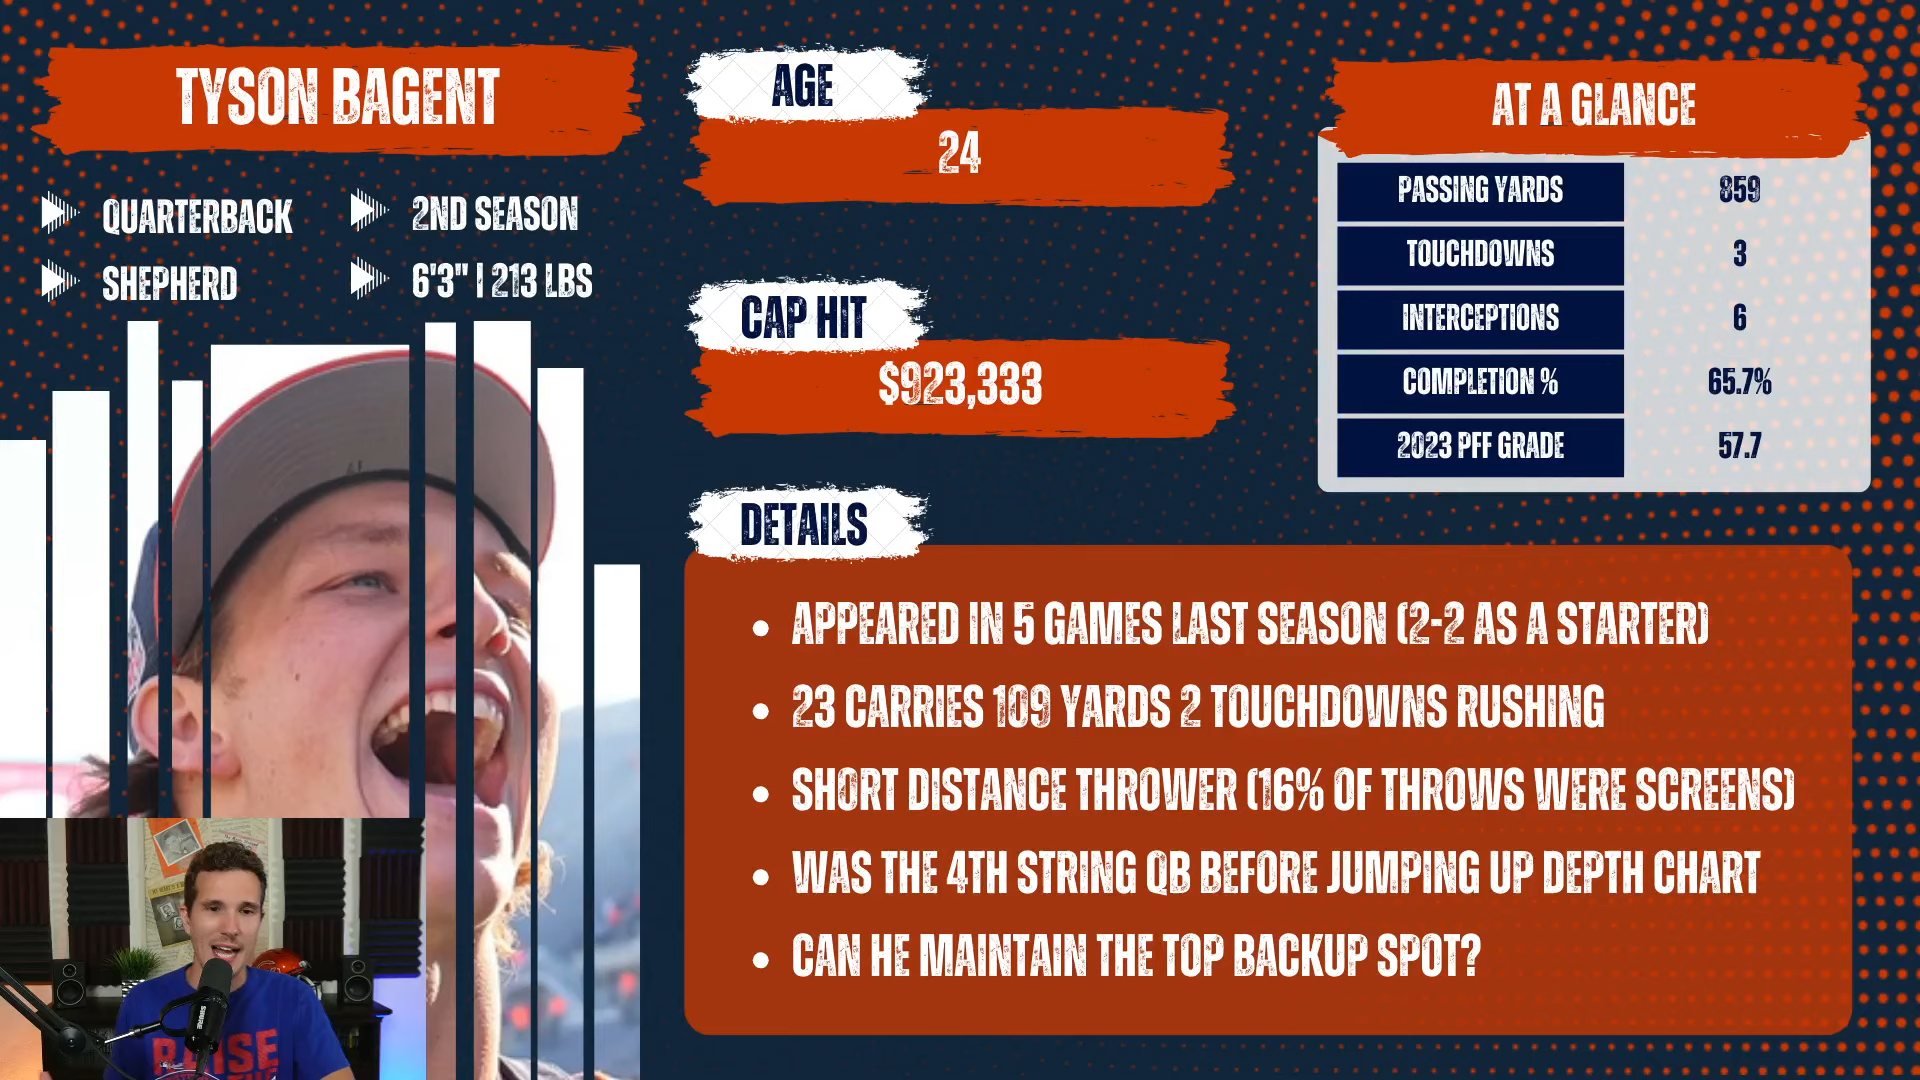 TYSON BAGENT
QUARTERBACK
2ND SEASON
SHEPHERD
6'3" | 213 LBS
AGE
24
CAP HIT
$923,333
AT A GLANCE
PASSING YARDS 859
TOUCHDOWNS 3
INTERCEPTIONS 6
COMPLETION % 65.7%
2023 PFF GRADE 57.7
DETAILS
• APPEARED IN 5 GAMES LAST SEASON (2-2 AS A STARTER)
• 23 CARRIES 109 YARDS 2 TOUCHDOWNS RUSHING
• SHORT DISTANCE THROWER (16% OF THROWS WERE SCREENS)
• WAS THE 4TH STRING QB BEFORE JUMPING UP DEPTH CHART
• CAN HE MAINTAIN THE TOP BACKUP SPOT?
SHURE
RAISE
THE